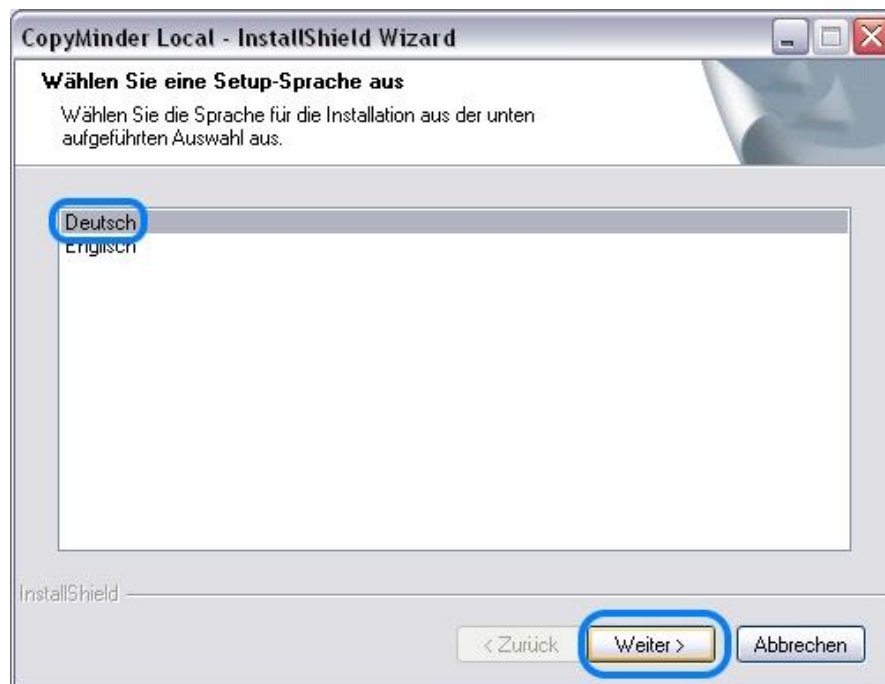 CopyMinder Local - InstallShield Wizard
Wählen Sie eine Setup-Sprache aus
Wählen Sie die Sprache für die Installation aus der unten
aufgeführten Auswahl aus.
Deutsch
Englisch
InstallShield
< Zurück
Weiter >
Abbrechen